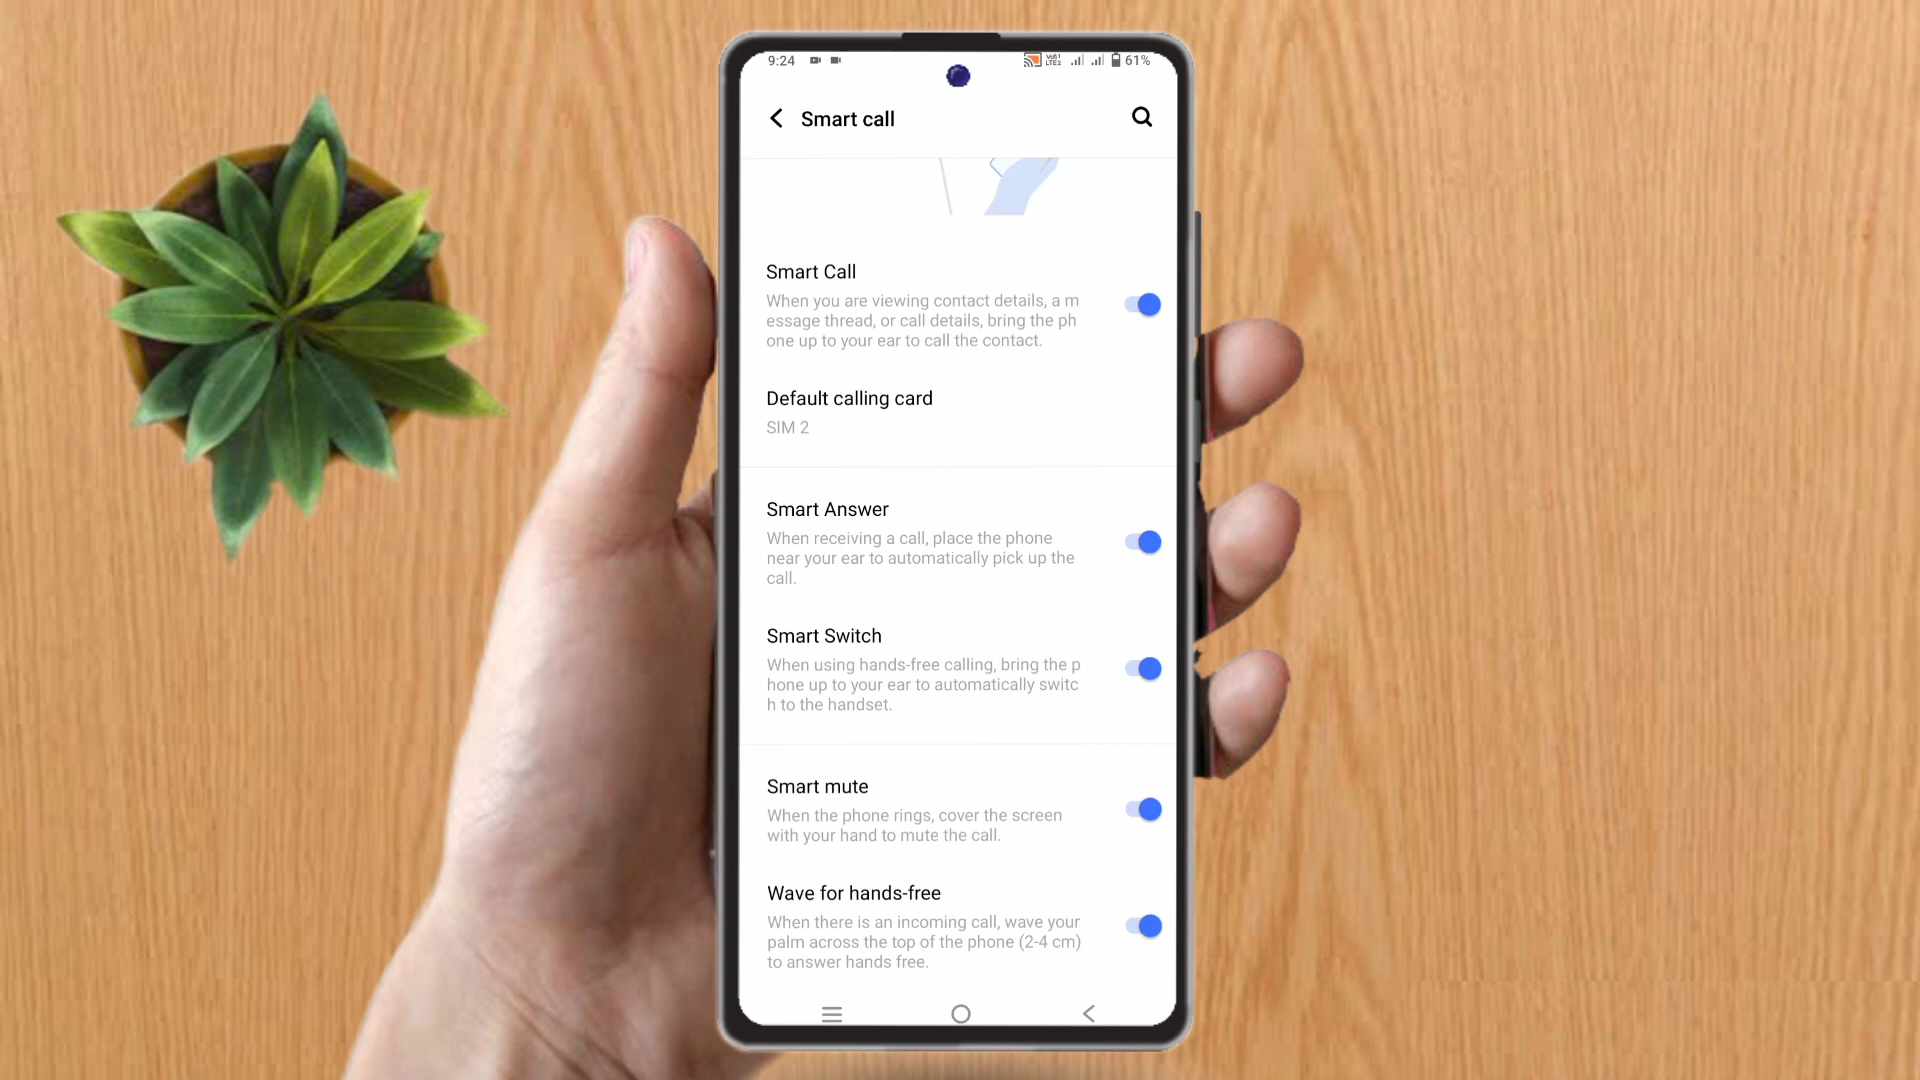 9:24
61%
Smart call
Smart Call
When you are viewing contact details, a m
essage thread, or call details, bring the ph
one up to your ear to call the contact.
Default calling card
SIM 2
Smart Answer
When receiving a call, place the phone
near your ear to automatically pick up the
call.
Smart Switch
When using hands-free calling, bring the p
hone up to your ear to automatically switc
h to the handset.
Smart mute
When the phone rings, cover the screen
with your hand to mute the call.
Wave for hands-free
When there is an incoming call, wave your
palm across the top of the phone (2-4 cm)
to answer hands free.